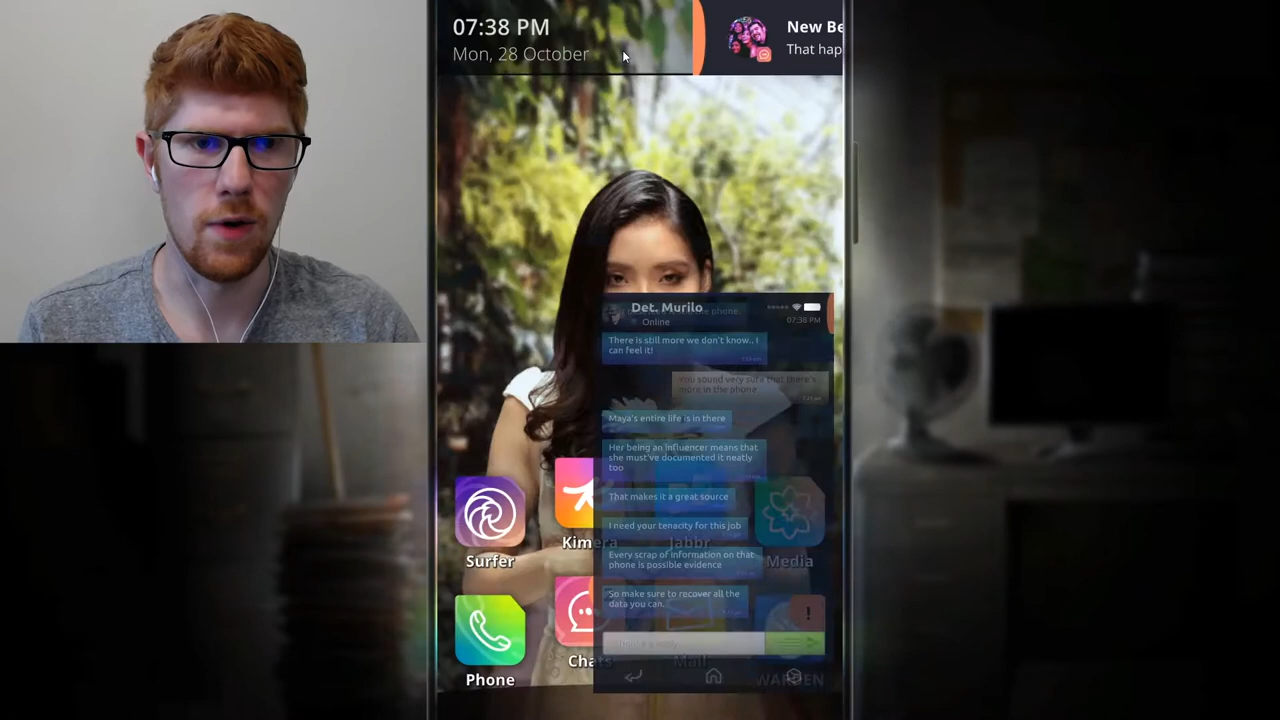 07:38 PM
Mon, 28 October
New Be
That hap
Det. Murilo
Online
07:38 PM
the phone.
There is still more we don't know.. I
can feel it!
You sound very sure that there's
more in the phone
Maya's entire life is in there
Her being an influencer means that
she must've documented it neatly
too
That makes it a great source
I need your tenacity for this job
Every scrap of information on that
phone is possible evidence
So make sure to recover all the
data you can.
Surfer
Kimera
Jabbr
Media
Phone
Chats
Mail
WARDEN
!